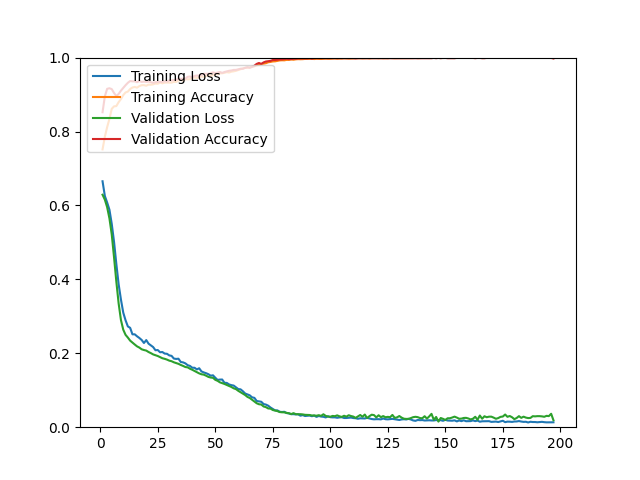 1.0
0.8
0.6
0.4
0.2
0.0
Training Loss
Training Accuracy
Validation Loss
Validation Accuracy
0 25 50 75 100 125 150 175 200